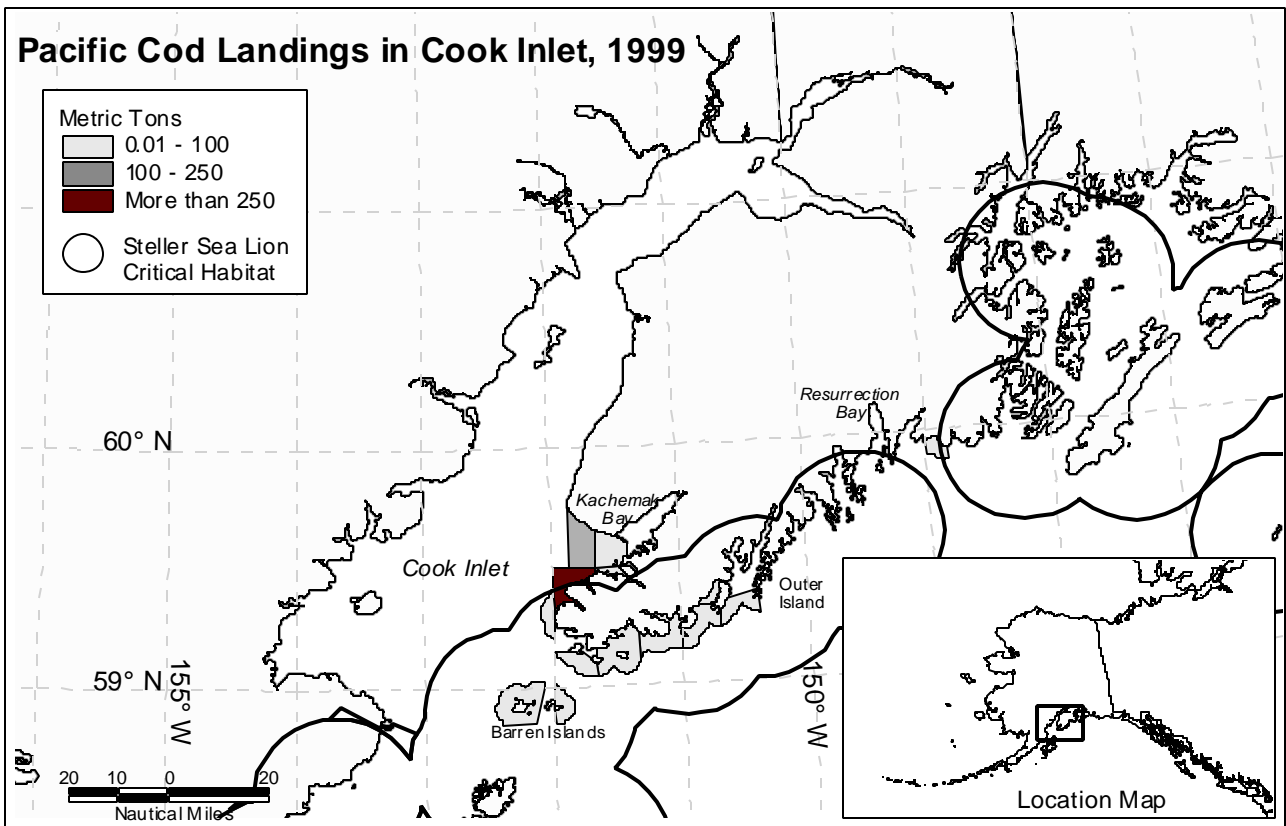 Pacific Cod Landings in Cook Inlet, 1999
Metric Tons
0.01 - 100
100 - 250
More than 250
Steller Sea Lion
Critical Habitat
Resurrection
Bay
60° N
Kachemak
Bay
Cook Inlet
Outer
Island
59° N
155° W
150° W
Barren Islands
20 10 0 20
Nautical Miles
Location Map